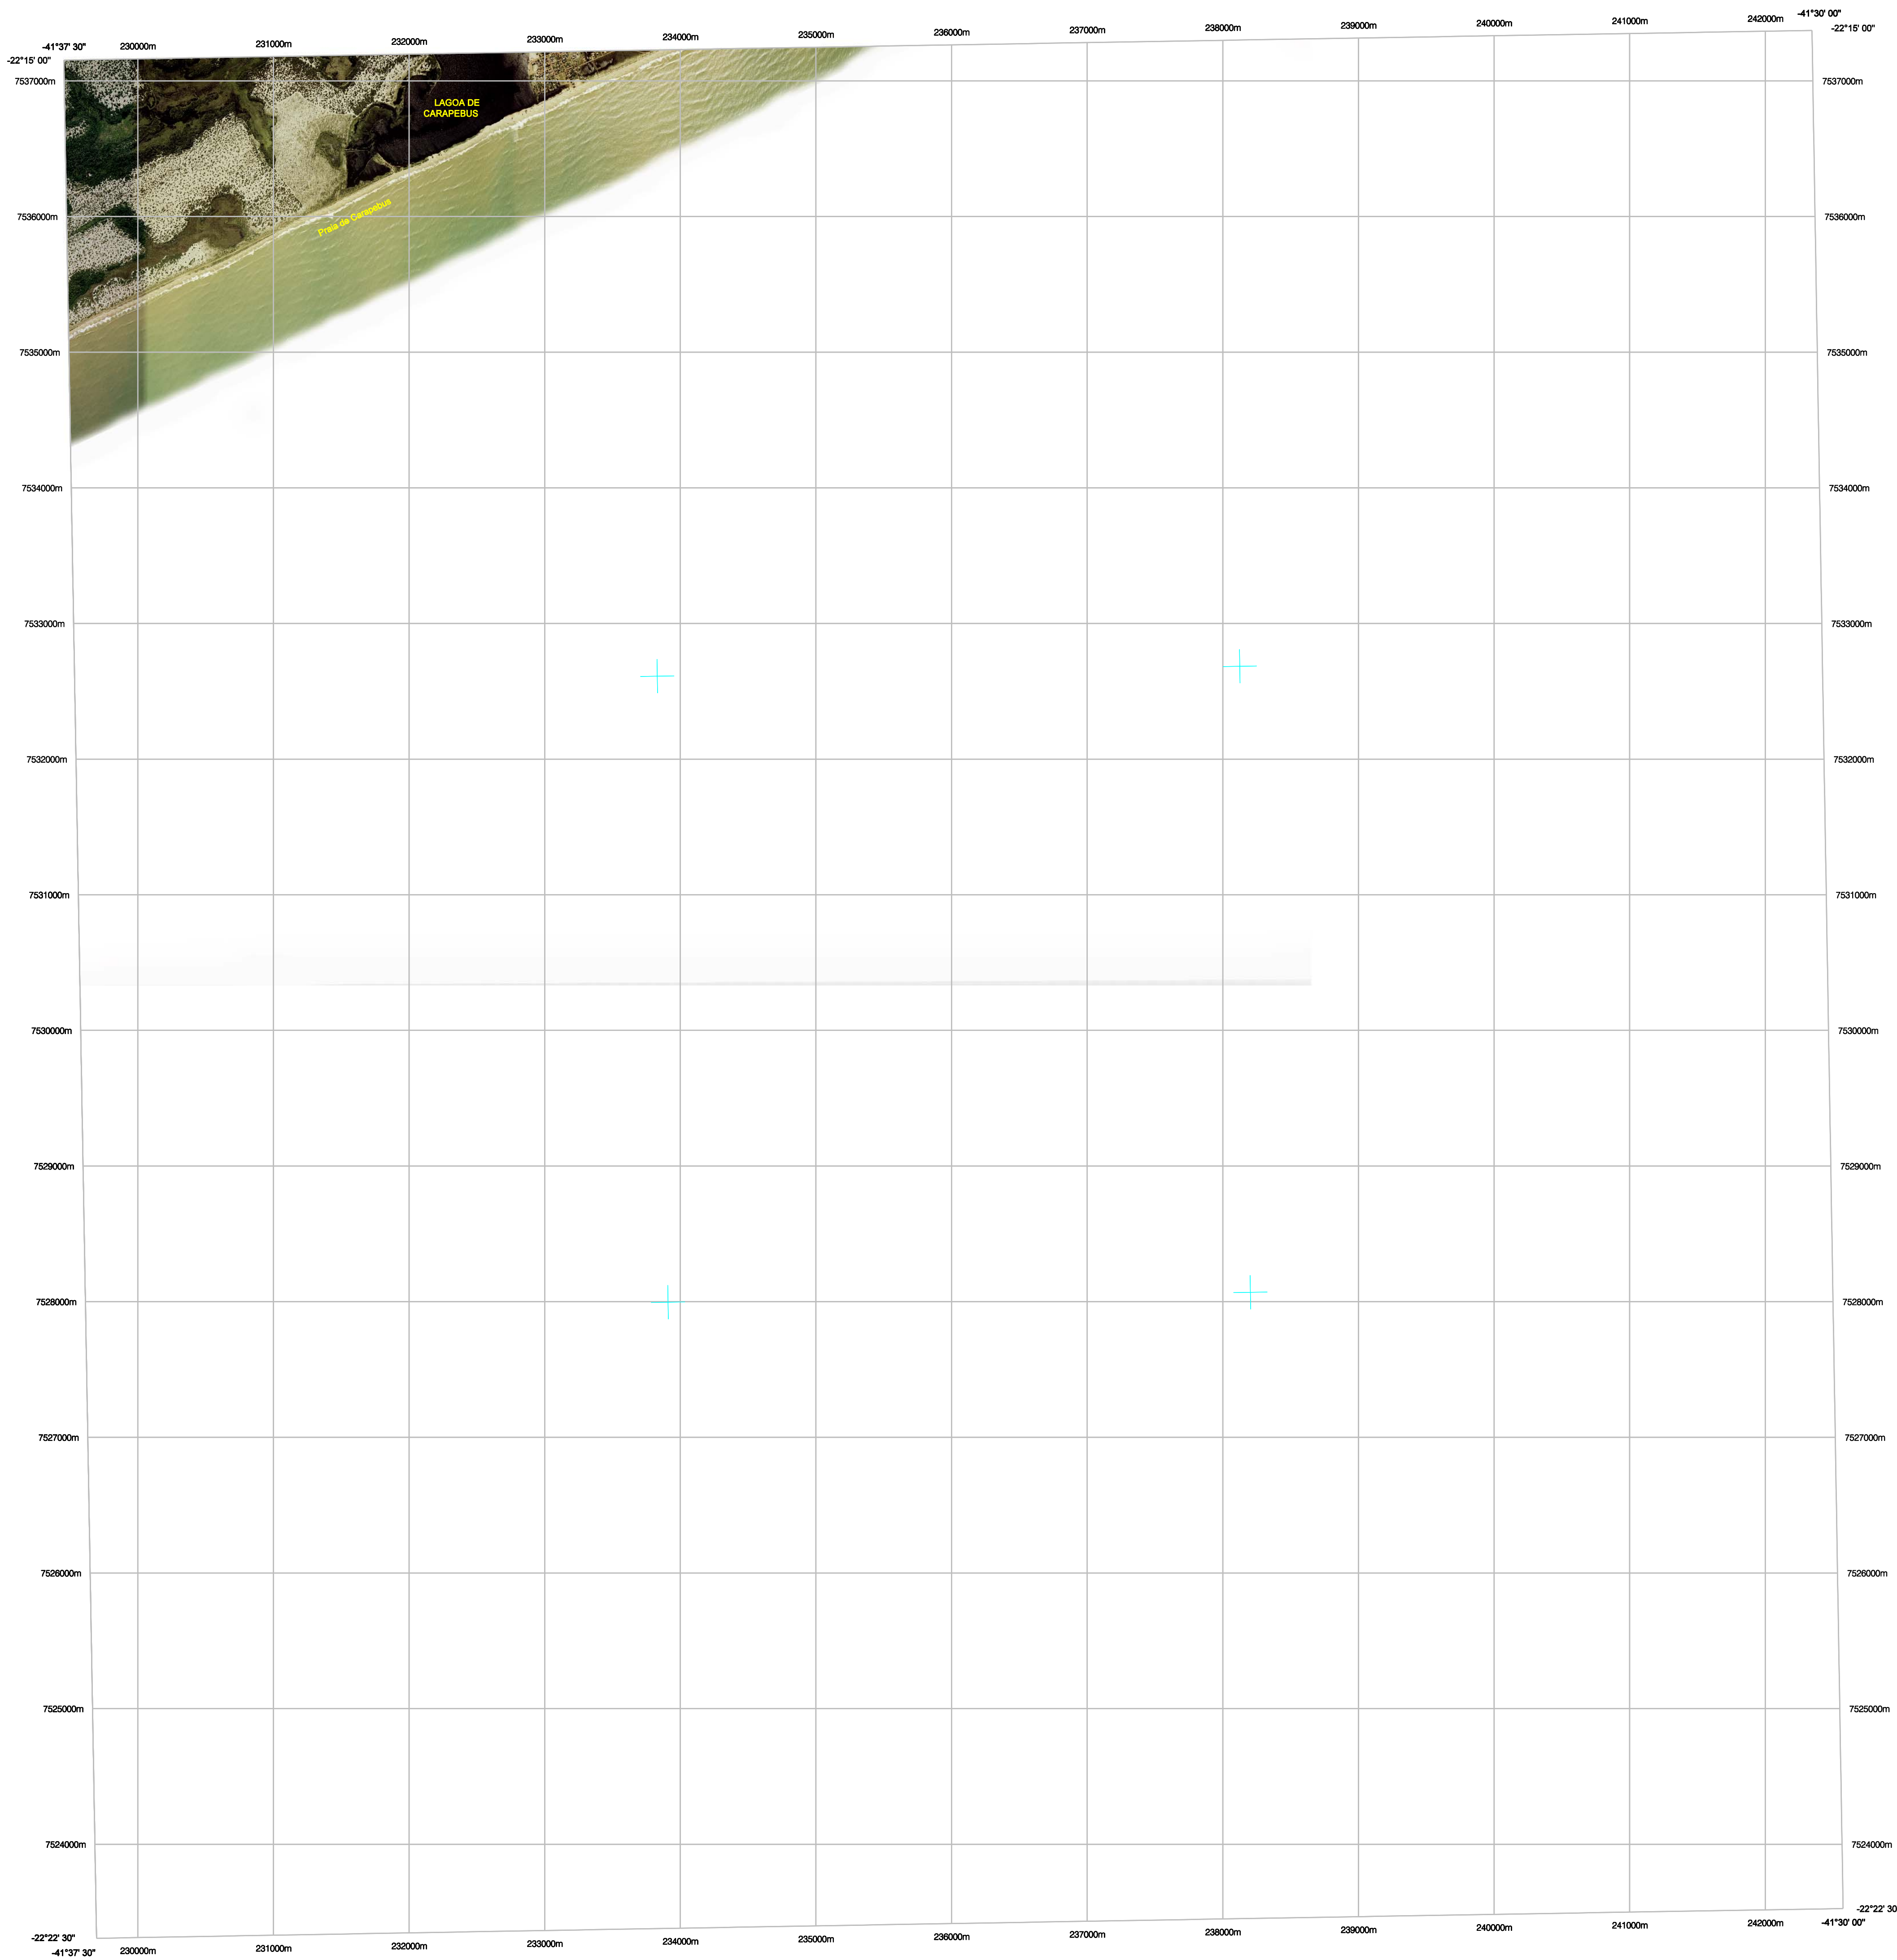 -41°37' 30"
230000m
231000m
232000m
233000m
234000m
235000m
236000m
237000m
238000m
239000m
240000m
241000m
242000m
-41°30' 00"
-22°15' 00"
-22°15' 00"
7537000m
7537000m
LAGOA DE
CARAPEBUS
Praia de Carapebus
7536000m
7536000m
7535000m
7535000m
7534000m
7534000m
7533000m
7533000m
7532000m
7532000m
7531000m
7531000m
7530000m
7530000m
7529000m
7529000m
7528000m
7528000m
7527000m
7527000m
7526000m
7526000m
7525000m
7525000m
7524000m
7524000m
-22°22' 30"
-22°22' 30
-41°37' 30"
230000m
231000m
232000m
233000m
234000m
235000m
236000m
237000m
238000m
239000m
240000m
241000m
242000m
-41°30' 00"